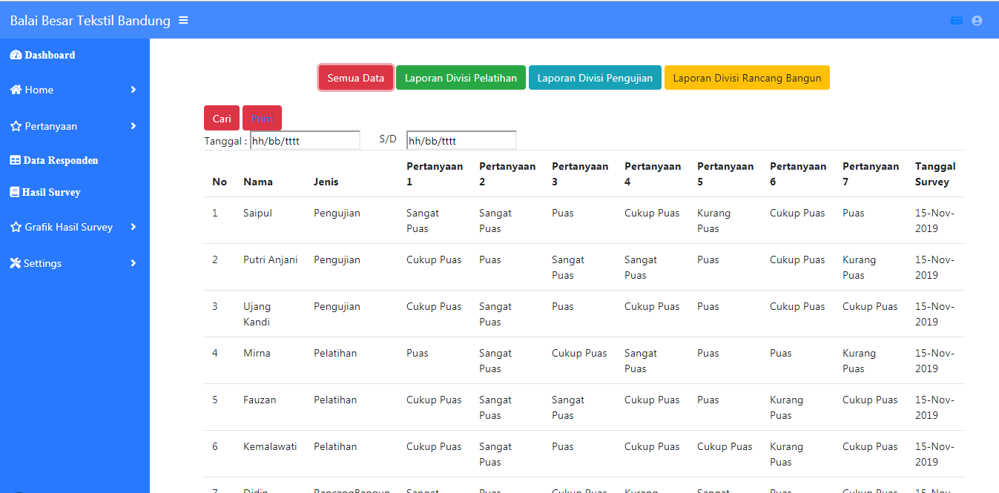 Balai Besar Tekstil Bandung
Dashboard
Home
Pertanyaan
Data Responden
Hasil Survey
Grafik Hasil Survey
Settings
Semua Data Laporan Divisi Pelatihan Laporan Divisi Pengujian Laporan Divisi Rancang Bangun
Cari Print
Tanggal : hh/bb/tttt S/D hh/bb/tttt
Pertanyaan Pertanyaan Pertanyaan Pertanyaan Pertanyaan Pertanyaan Pertanyaan Tanggal
No Nama Jenis 1 2 3 4 5 6 7 Survey
1 Saipul Pengujian Sangat Sangat Puas Cukup Puas Kurang Cukup Puas Puas 15-Nov-
Puas Puas Puas 2019
2 Putri Anjani Pengujian Cukup Puas Puas Sangat Sangat Puas Cukup Puas Kurang 15-Nov-
Puas Puas Puas 2019
3 Ujang Pengujian Cukup Puas Sangat Puas Cukup Puas Puas Cukup Puas Cukup Puas 15-Nov-
Kandi Puas 2019
4 Mirna Pelatihan Puas Sangat Cukup Puas Sangat Puas Puas Kurang 15-Nov-
Puas Puas Puas 2019
5 Fauzan Pelatihan Cukup Puas Sangat Sangat Cukup Puas Puas Kurang Cukup Puas 15-Nov-
Puas Puas Puas 2019
6 Kemalawati Pelatihan Cukup Puas Sangat Puas Cukup Puas Cukup Puas Kurang Cukup Puas 15-Nov-
Puas Puas 2019
7 Didin RancangBangun Sangat Puas Cukup Puas Kurang Sangat Puas Cukup Puas 15-Nov-